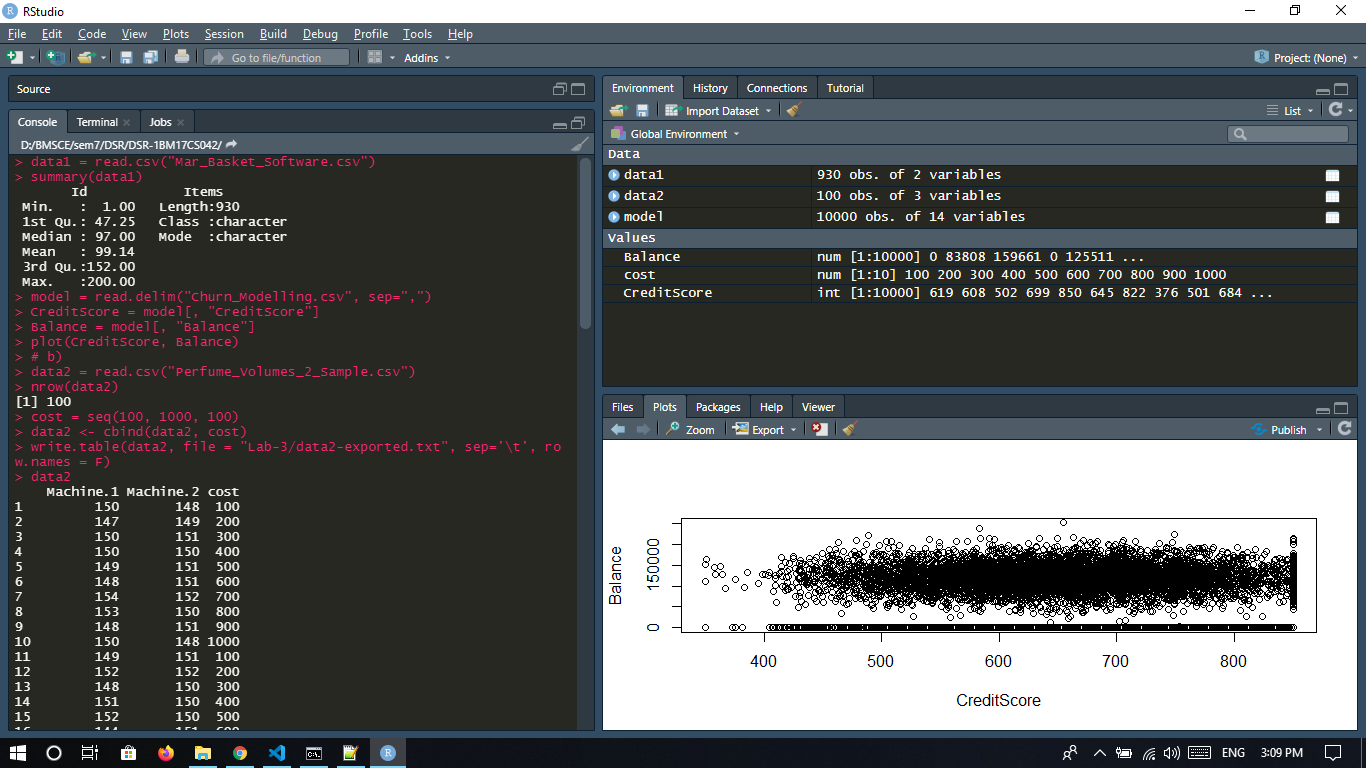 RStudio
File Edit Code View Plots Session Build Debug Profile Tools Help
Go to file/function Addins Project: (None)
Source
Console Terminal Jobs
D:/BMSCE/sem7/DSR/DSR-1BM17CS042/
> data1 = read.csv("Mar_Basket_Software.csv")
> summary(data1)
Id Items
Min. : 1.00 Length:930
1st Qu.: 47.25 Class :character
Median : 97.00 Mode :character
Mean : 99.14
3rd Qu.:152.00
Max. :200.00
> model = read.delim("Churn_Modelling.csv", sep=",")
> CreditScore = model[, "CreditScore"]
> Balance = model[, "Balance"]
> plot(CreditScore, Balance)
> # b)
> data2 = read.csv("Perfume_Volumes_2_Sample.csv")
> nrow(data2)
[1] 100
> cost = seq(100, 1000, 100)
> data2 <- cbind(data2, cost)
> write.table(data2, file = "Lab-3/data2-exported.txt", sep='\t', ro
w.names = F)
> data2
Machine.1 Machine.2 cost
1 150 148 100
2 147 149 200
3 150 151 300
4 150 150 400
5 149 151 500
6 148 151 600
7 154 152 700
8 153 150 800
9 148 151 900
10 150 148 1000
11 149 151 100
12 152 152 200
13 148 150 300
14 151 150 400
15 152 150 500
Environment History Connections Tutorial
Import Dataset List
Global Environment
Data
data1 930 obs. of 2 variables
data2 100 obs. of 3 variables
model 10000 obs. of 14 variables
Values
Balance num [1:10000] 0 83808 159661 0 125511 ...
cost num [1:10] 100 200 300 400 500 600 700 800 900 1000
CreditScore int [1:10000] 619 608 502 699 850 645 822 376 501 684 ...
Files Plots Packages Help Viewer
Zoom Export Publish
Balance
150000
0
400 500 600 700 800
CreditScore
ENG 3:09 PM